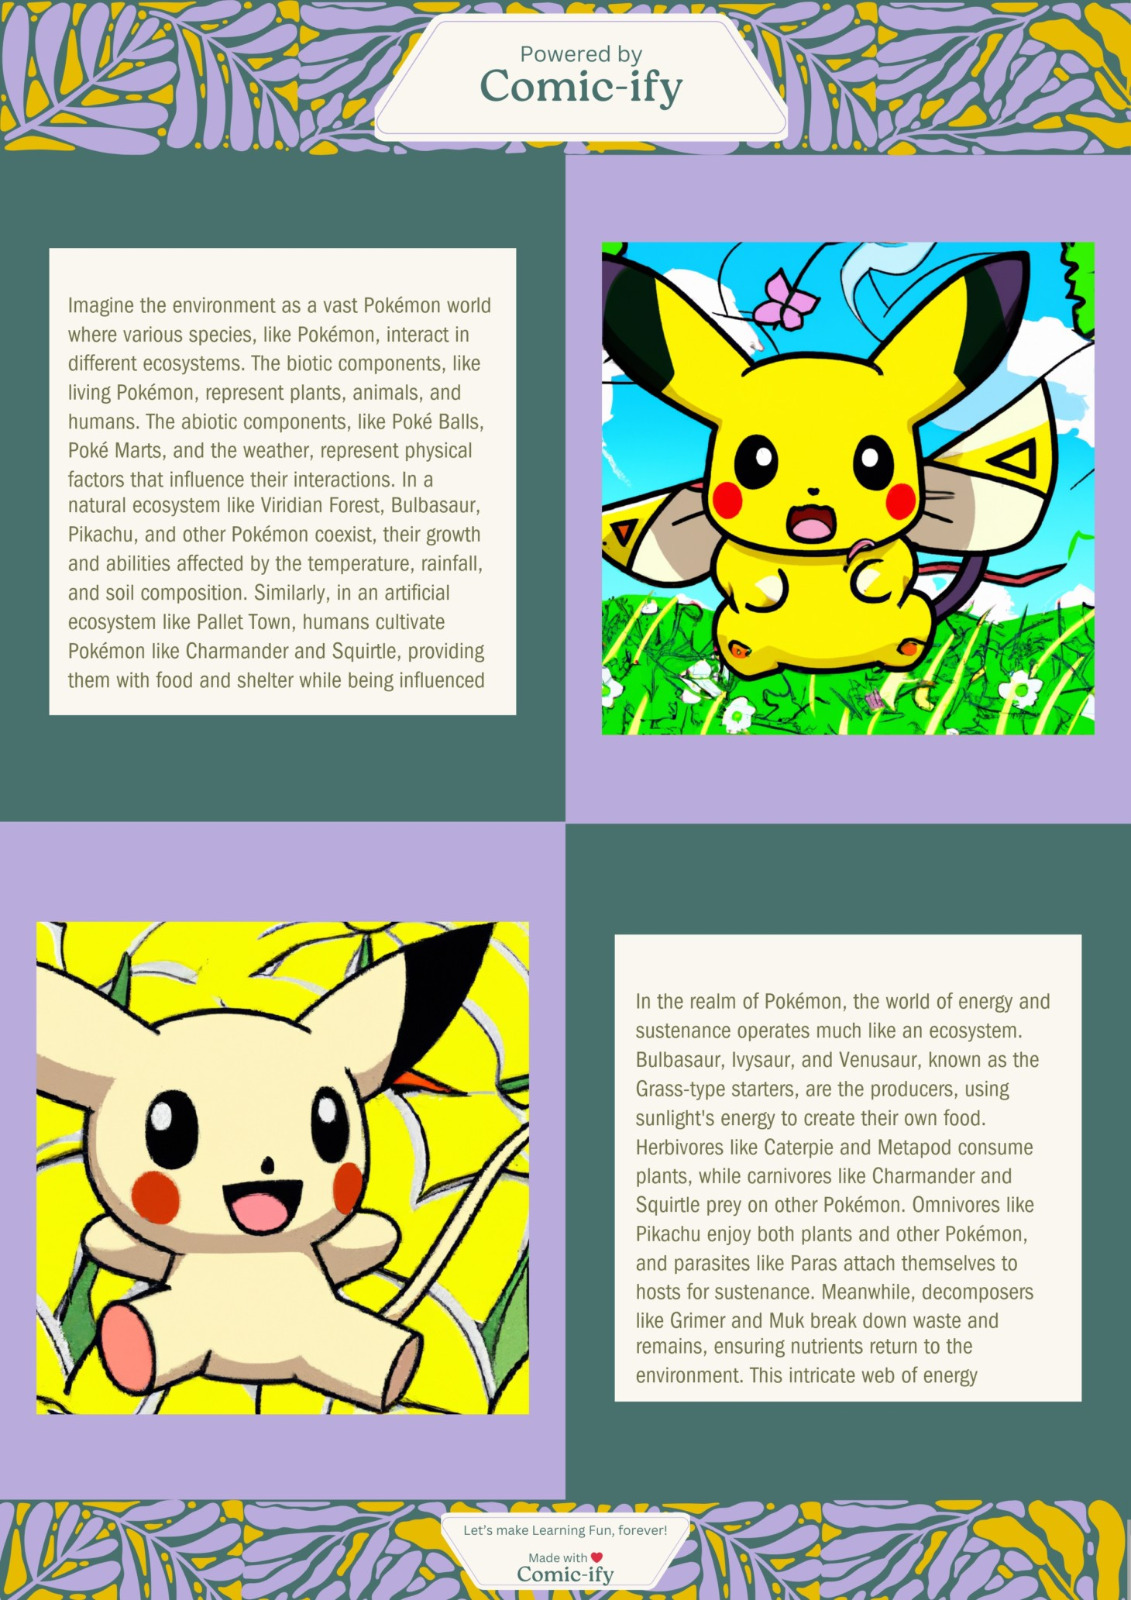 Powered by
Comic-ify
Imagine the environment as a vast Pokémon world
where various species, like Pokémon, interact in
different ecosystems. The biotic components, like
living Pokémon, represent plants, animals, and
humans. The abiotic components, like Poké Balls,
Poké Marts, and the weather, represent physical
factors that influence their interactions. In a
natural ecosystem like Viridian Forest, Bulbasaur,
Pikachu, and other Pokémon coexist, their growth
and abilities affected by the temperature, rainfall,
and soil composition. Similarly, in an artificial
ecosystem like Pallet Town, humans cultivate
Pokémon like Charmander and Squirtle, providing
them with food and shelter while being influenced
In the realm of Pokémon, the world of energy and
sustenance operates much like an ecosystem.
Bulbasaur, Ivysaur, and Venusaur, known as the
Grass-type starters, are the producers, using
sunlight's energy to create their own food.
Herbivores like Caterpie and Metapod consume
plants, while carnivores like Charmander and
Squirtle prey on other Pokémon. Omnivores like
Pikachu enjoy both plants and other Pokémon,
and parasites like Paras attach themselves to
hosts for sustenance. Meanwhile, decomposers
like Grimer and Muk break down waste and
remains, ensuring nutrients return to the
environment. This intricate web of energy
Let's make Learning Fun, forever!
Made with ❤
Comic-ify